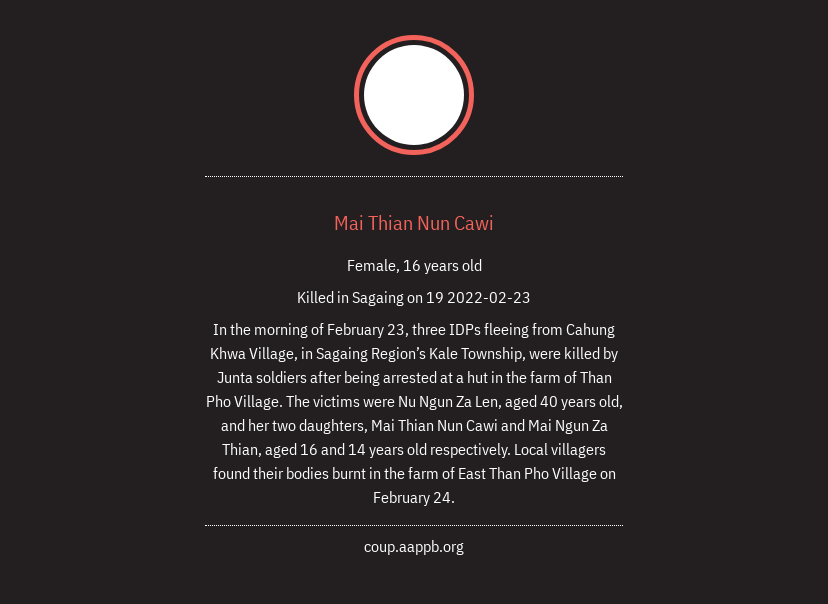 Mai Thian Nun Cawi
Female, 16 years old
Killed in Sagaing on 19 2022-02-23
In the morning of February 23, three IDPs fleeing from Cahung
Khwa Village, in Sagaing Region’s Kale Township, were killed by
Junta soldiers after being arrested at a hut in the farm of Than
Pho Village. The victims were Nu Ngun Za Len, aged 40 years old,
and her two daughters, Mai Thian Nun Cawi and Mai Ngun Za
Thian, aged 16 and 14 years old respectively. Local villagers
found their bodies burnt in the farm of East Than Pho Village on
February 24.
coup.aappb.org